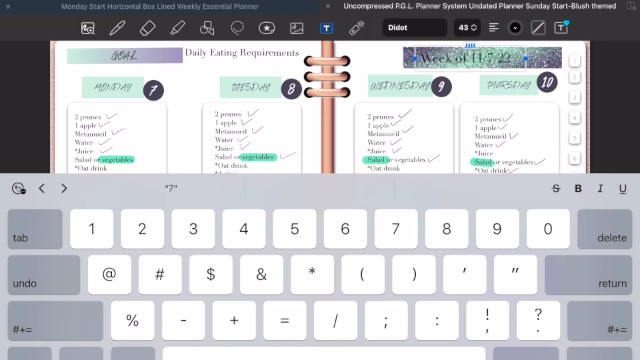 Monday Start Horizontal Box Lined Weekly Essential Planner
Uncompressed P.G.L. Planner System Undated Planner Sunday Start-Blush themed
Didot
43
GOAL
Daily Eating Requirements
Week of 11/7/22
MONDAY 7
TUESDAY 8
WEDNESDAY 9
THURSDAY 10
2 prunes
1 apple
Metamucil
Water
*Juice
Salad or vegetables
*Oat drink
2 prunes
1 apple
Metamucil
Water
*Juice
Salad or vegetables
*Oat drink
2 prunes
1 apple
Metamucil
Water
*Juice
Salad or vegetables
*Oat drink
2 prunes
1 apple
Metamucil
Water
*Juice
Salad or vegetables
*Oat drink
"7"
S B I U
tab 1 2 3 4 5 6 7 8 9 0 delete
undo @ # $ & * ( ) ' " return
#+= % - + = / ; : ! , ? . #+=